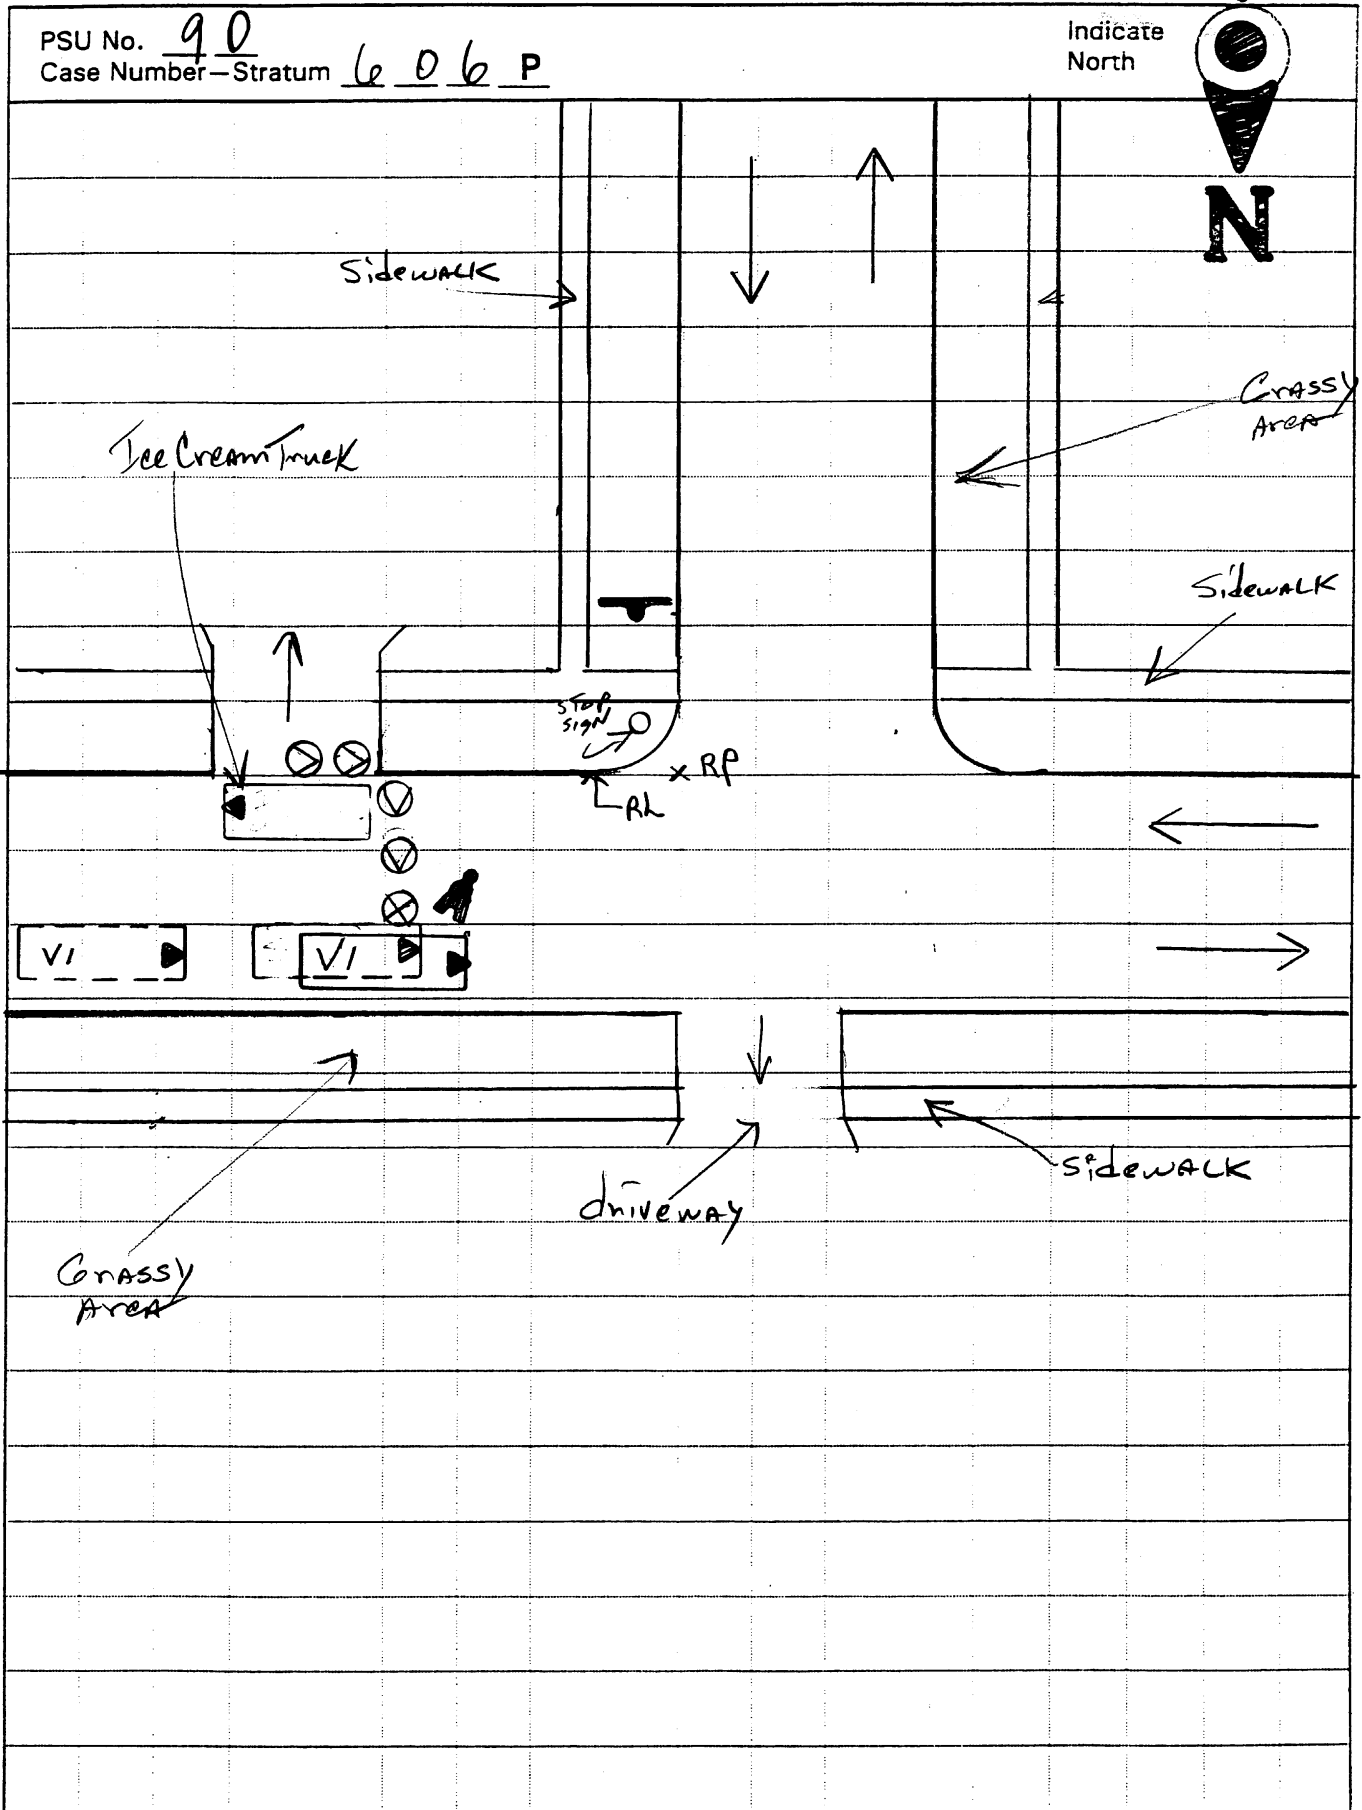 PSU No. 90
Case Number—Stratum 606 P
Indicate
North
N
Sidewalk
Grassy
Area
Ice Cream Truck
Sidewalk
STOP
SIGN
x RP
RL
V1
V1
Sidewalk
driveway
Grassy
Area